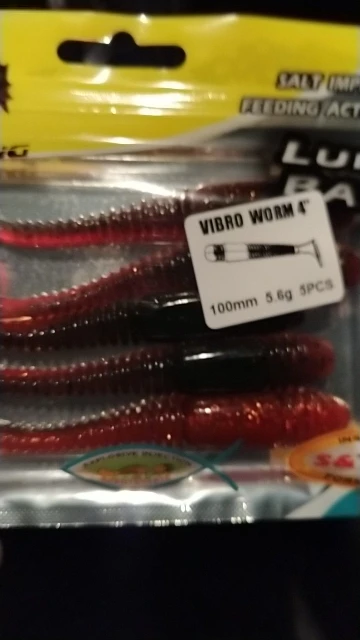 SALT IMP
FEEDING ACT
LU
BA
VIBRO WORM 4"
100mm 5.6g 5PCS